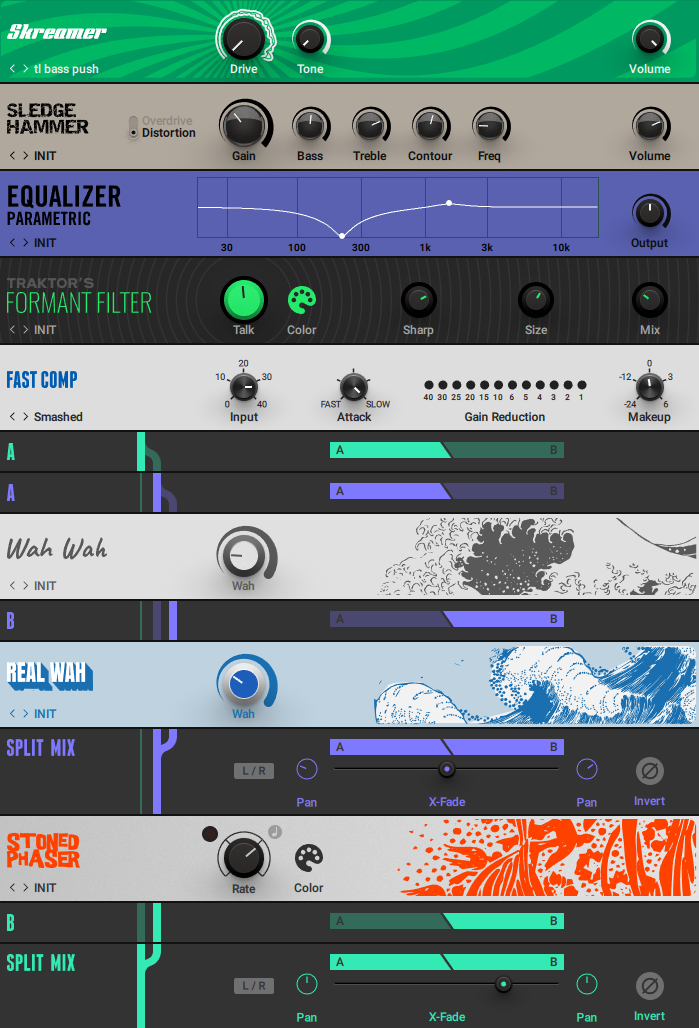 Skreamer
< > tl bass push
Drive
Tone
Volume
SLEDGE
HAMMER
Overdrive
Distortion
< > INIT
Gain
Bass
Treble
Contour
Freq
Volume
EQUALIZER
PARAMETRIC
< > INIT
30 100 300 1k 3k 10k
Output
TRAKTOR'S
FORMANT FILTER
< > INIT
Talk
Color
Sharp
Size
Mix
FAST COMP
< > Smashed
20
10 30
0 40
Input
FAST SLOW
Attack
40 30 25 20 15 10 6 5 4 3 2 1
Gain Reduction
0
-12 3
-24 6
Makeup
A
A B
A
A B
Wah Wah
< > INIT
Wah
B
A B
REAL WAH
< > INIT
Wah
SPLIT MIX
A B
L / R
Pan
X-Fade
Pan
Invert
STONED
PHASER
< > INIT
Rate
Color
B
A B
SPLIT MIX
A B
L / R
Pan
X-Fade
Pan
Invert